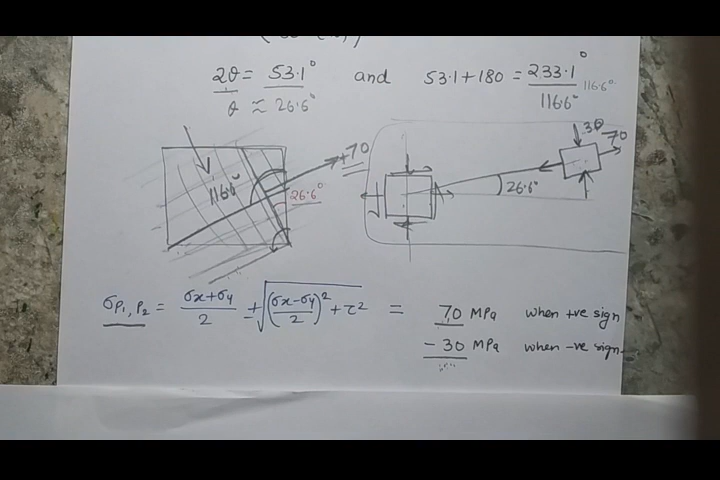 2θ = 53.1° and 53.1+180 = 233.1°
θ ≈ 26.6° 116.6° 116.6°
116.6° 26.6° +70
26.6° 30 70
σP1, P2 = σx+σy/2 ± √(σx-σy/2)² + τ² = 70 MPa when +ve sign
- 30 MPa when -ve sign